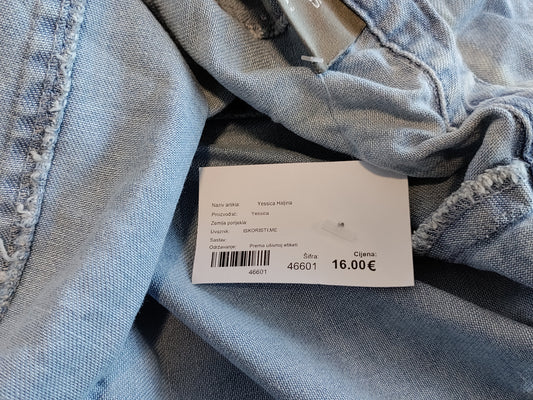 Naziv artikla: Yessica Haljina
Proizvođač: Yessica
Zemlja porijekla:
Uvoznik: ISKORISTI.ME
Sastav:
Održavanje: Prema ušivnoj etiketi
Šifra: Cijena:
46601 46601 16.00€